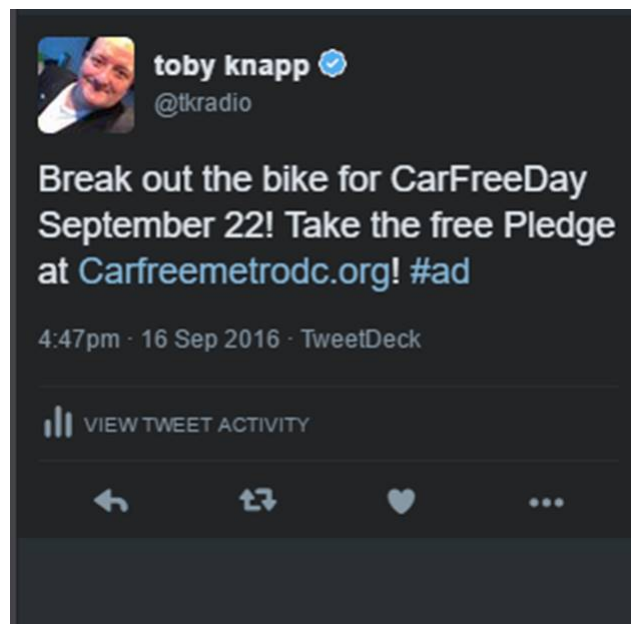 toby knapp
@tkradio
Break out the bike for CarFreeDay
September 22! Take the free Pledge
at Carfreemetrodc.org! #ad
4:47pm · 16 Sep 2016 · TweetDeck
VIEW TWEET ACTIVITY